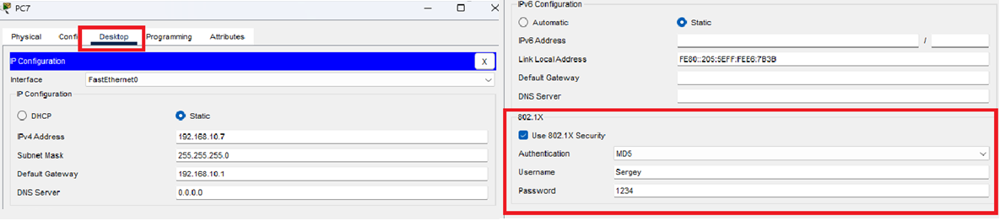 PC7
Physical Confi Desktop Programming Attributes
IP Configuration X
Interface FastEthernet0
IP Configuration
DHCP Static
IPv4 Address 192.168.10.7
Subnet Mask 255.255.255.0
Default Gateway 192.168.10.1
DNS Server 0.0.0.0
IPv6 Configuration
Automatic Static
IPv6 Address /
Link Local Address FE80::205:5EFF:FEE6:7B3B
Default Gateway
DNS Server
802.1X
Use 802.1X Security
Authentication MD5
Username Sergey
Password 1234